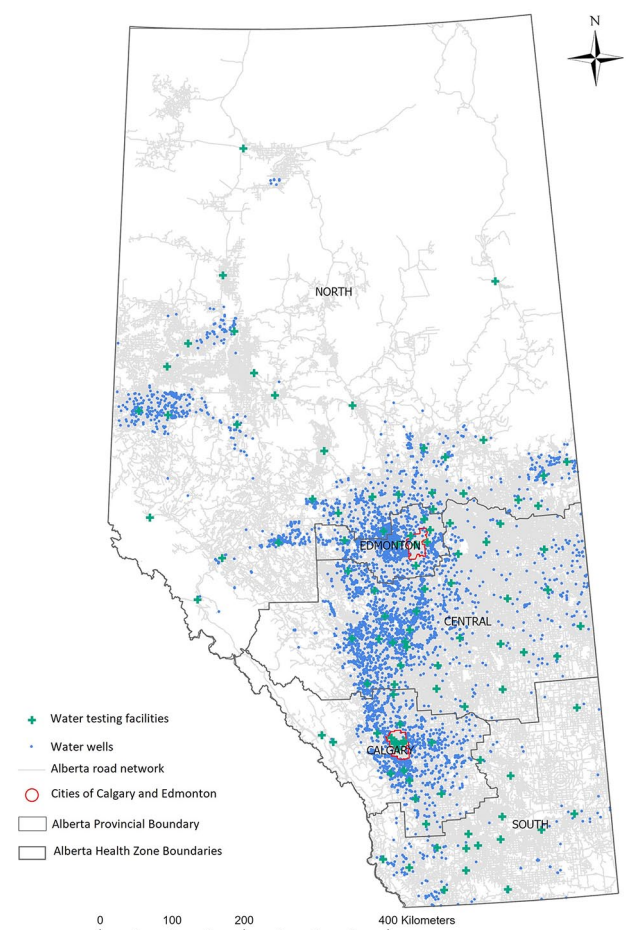 N
NORTH
EDMONTON
CENTRAL
CALGARY
SOUTH
Water testing facilities
Water wells
Alberta road network
Cities of Calgary and Edmonton
Alberta Provincial Boundary
Alberta Health Zone Boundaries
0 100 200 400 Kilometers